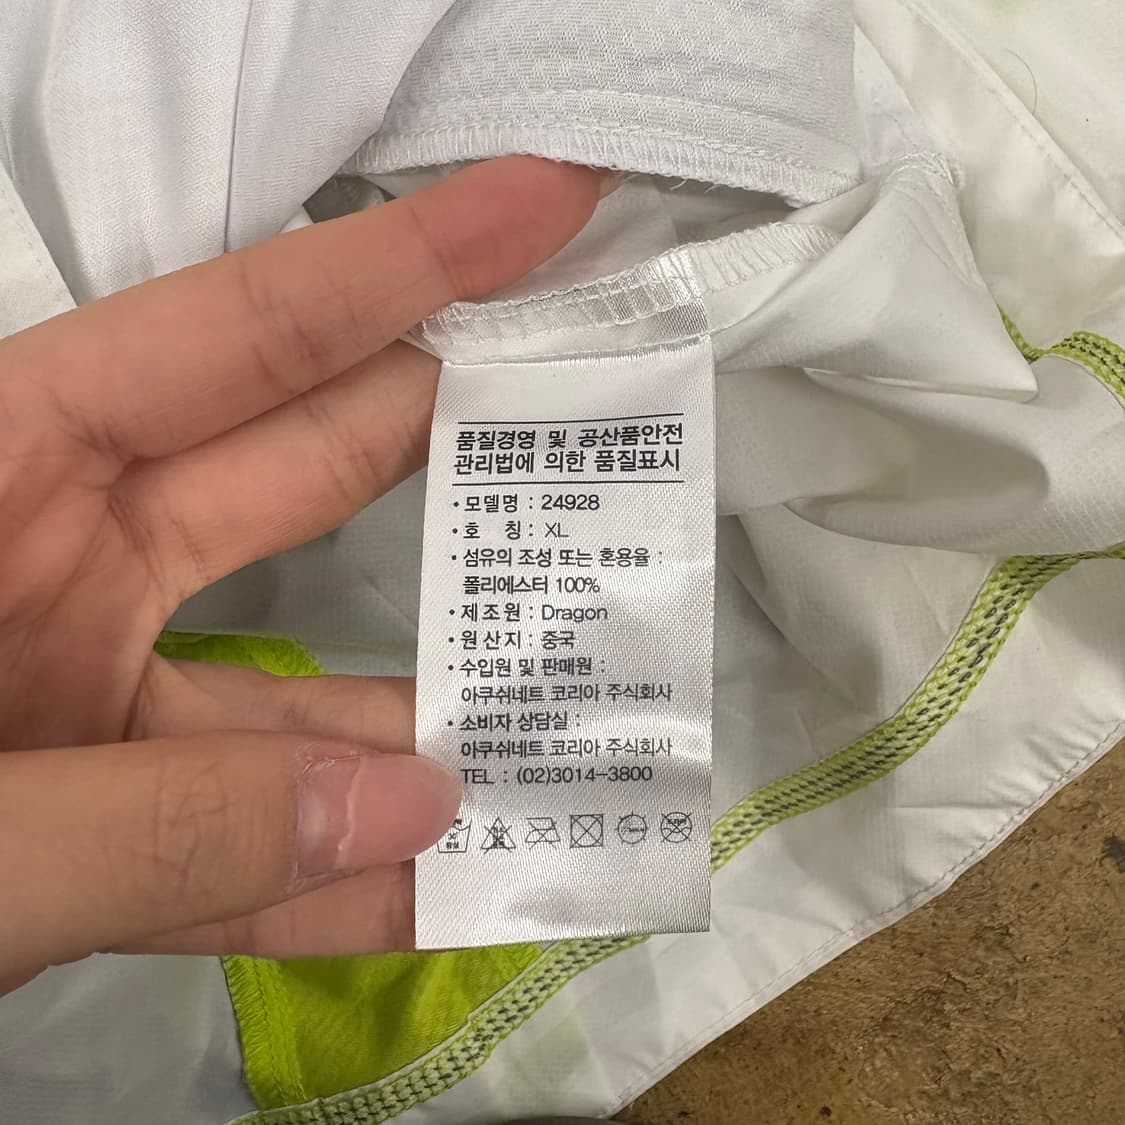 품질경영 및 공산품안전
관리법에 의한 품질표시
• 모델명 : 24928
• 호 칭 : XL
• 섬유의 조성 또는 혼용율 :
폴리에스터 100%
• 제조원 : Dragon
• 원산지 : 중국
• 수입원 및 판매원 :
아쿠쉬네트 코리아 주식회사
• 소비자 상담실 :
아쿠쉬네트 코리아 주식회사
TEL : (02)3014-3800